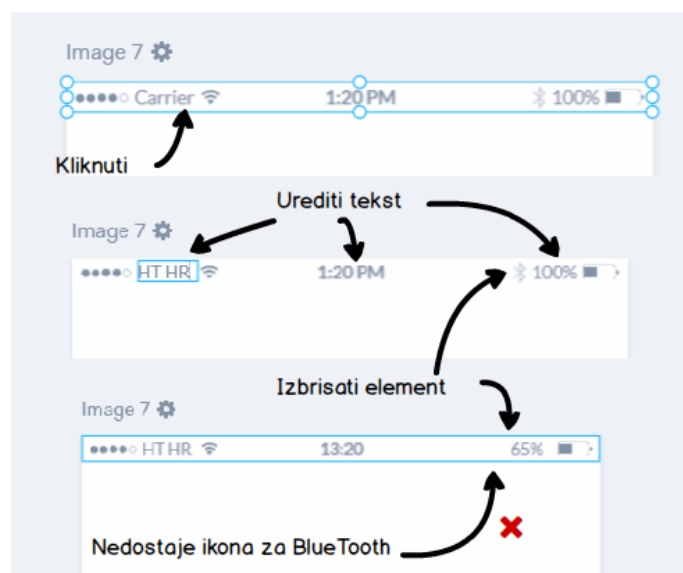 Image 7
Carrier 1:20 PM 100%
Kliknuti
Urediti tekst
Image 7
HT HR 1:20 PM 100%
Izbrisati element
Image 7
HT HR 13:20 65%
Nedostaje ikona za BlueTooth